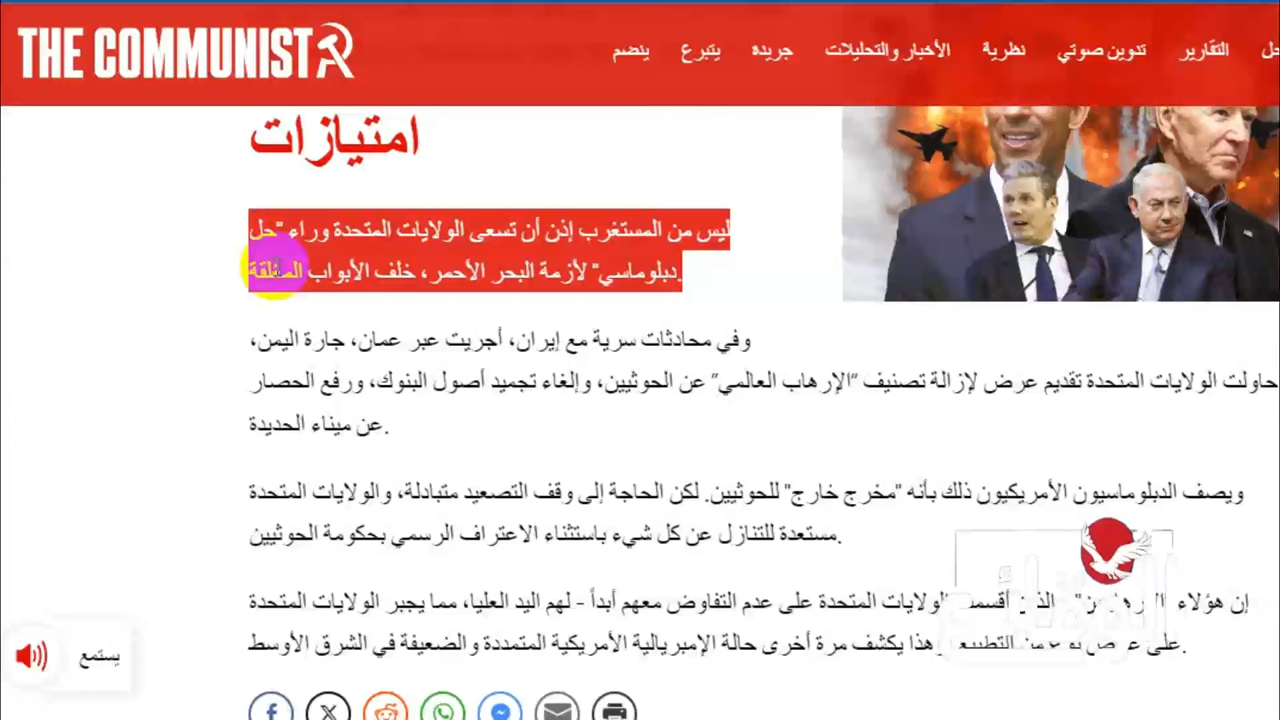 THE COMMUNIST
ينضم
يتبرع
جريدة
الأخبار والتحليلات
نظرية
تدوين صوتي
التقارير
امتيازات
ليس من المستغرب إذن أن تسعى الولايات المتحدة وراء "حل
دبلوماسي" لأزمة البحر الأحمر، خلف الأبواب المغلقة.
وفي محادثات سرية مع إيران، أجريت عبر عمان، جارة اليمن،
حاولت الولايات المتحدة تقديم عرض لإزالة تصنيف "الإرهاب العالمي" عن الحوثيين، وإلغاء تجميد أصول البنوك، ورفع الحصار
عن ميناء الحديدة.
ويصف الدبلوماسيون الأمريكيون ذلك بأنه "مخرج خارج" للحوثيين. لكن الحاجة إلى وقف التصعيد متبادلة، والولايات المتحدة
مستعدة للتنازل عن كل شيء باستثناء الاعتراف الرسمي بحكومة الحوثيين.
إن هؤلاء الولايات المتحدة على عدم التفاوض معهم أبداً - لهم اليد العليا، مما يجبر الولايات المتحدة
على من التطبيع وهذا يكشف مرة أخرى حالة الإمبريالية الأمريكية المتمددة والضعيفة في الشرق الأوسط.
يستمع